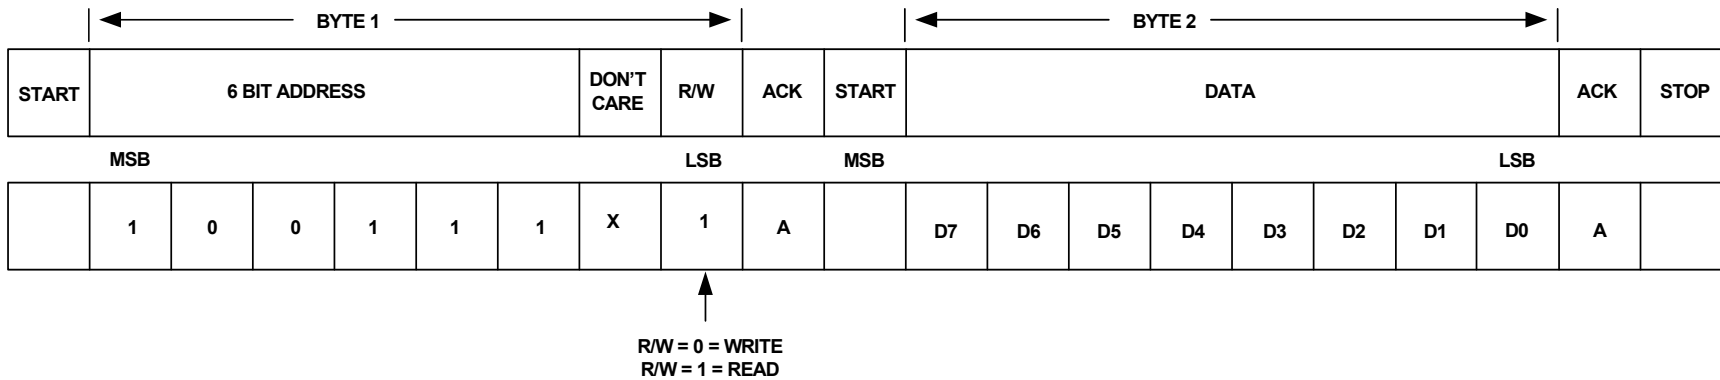 BYTE 1 BYTE 2
START 6 BIT ADDRESS DON'T CARE R/W ACK START DATA ACK STOP
MSB LSB MSB LSB
1 0 0 1 1 1 X 1 A D7 D6 D5 D4 D3 D2 D1 D0 A
R/W = 0 = WRITE
R/W = 1 = READ